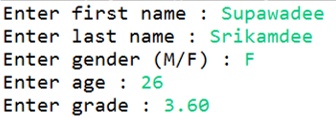 Enter first name : Supawadee
Enter last name : Srikamdee
Enter gender (M/F) : F
Enter age : 26
Enter grade : 3.60